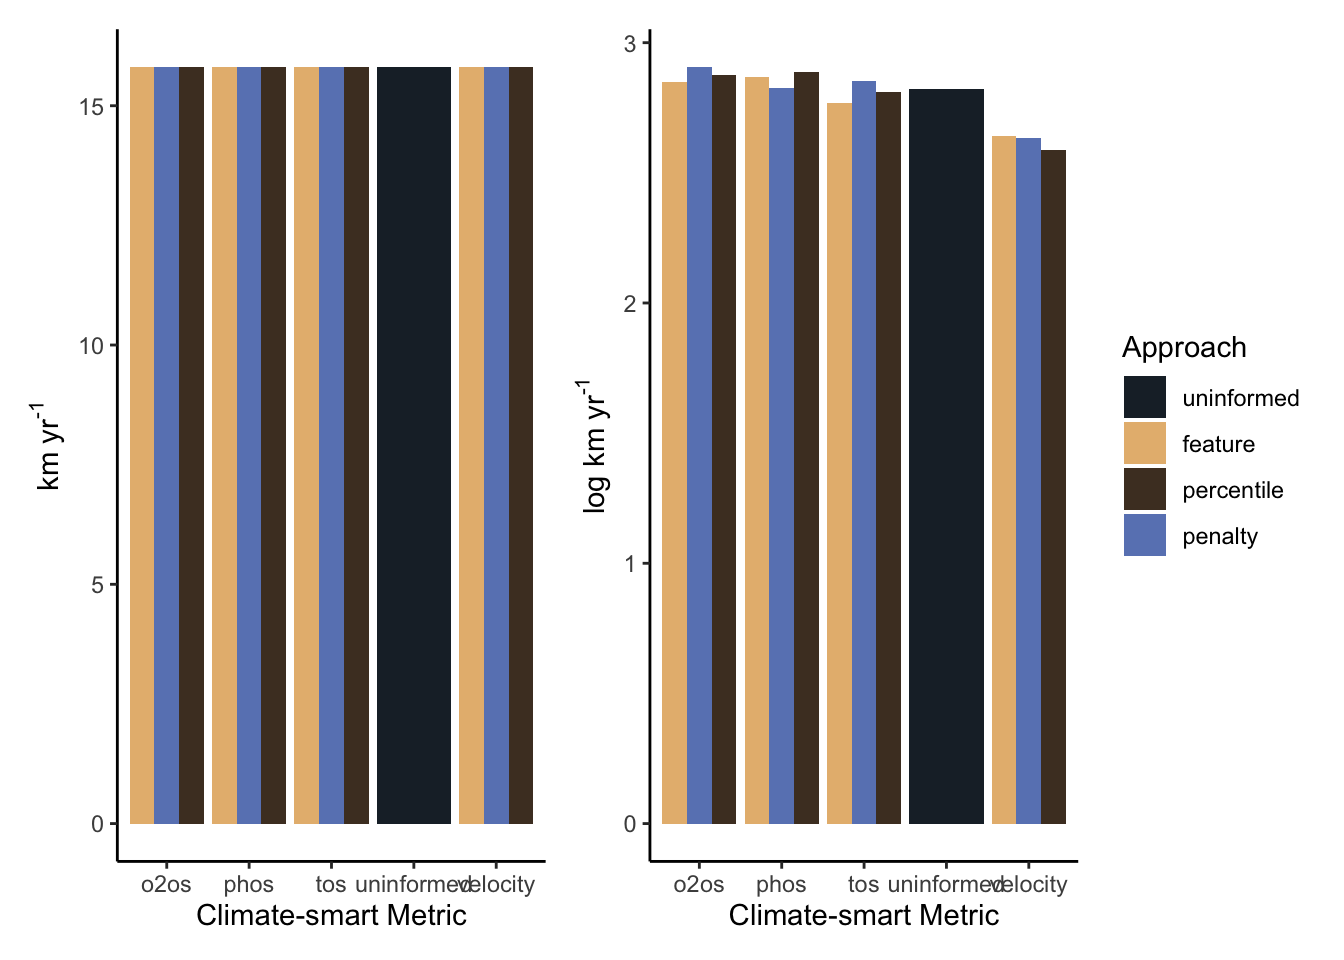 km yr-1
15
10
5
0
o2os
phos
tos
uninformed
velocity
Climate-smart Metric
log km yr-1
3
2
1
0
o2os
phos
tos
uninformed
velocity
Climate-smart Metric
Approach
uninformed
feature
percentile
penalty